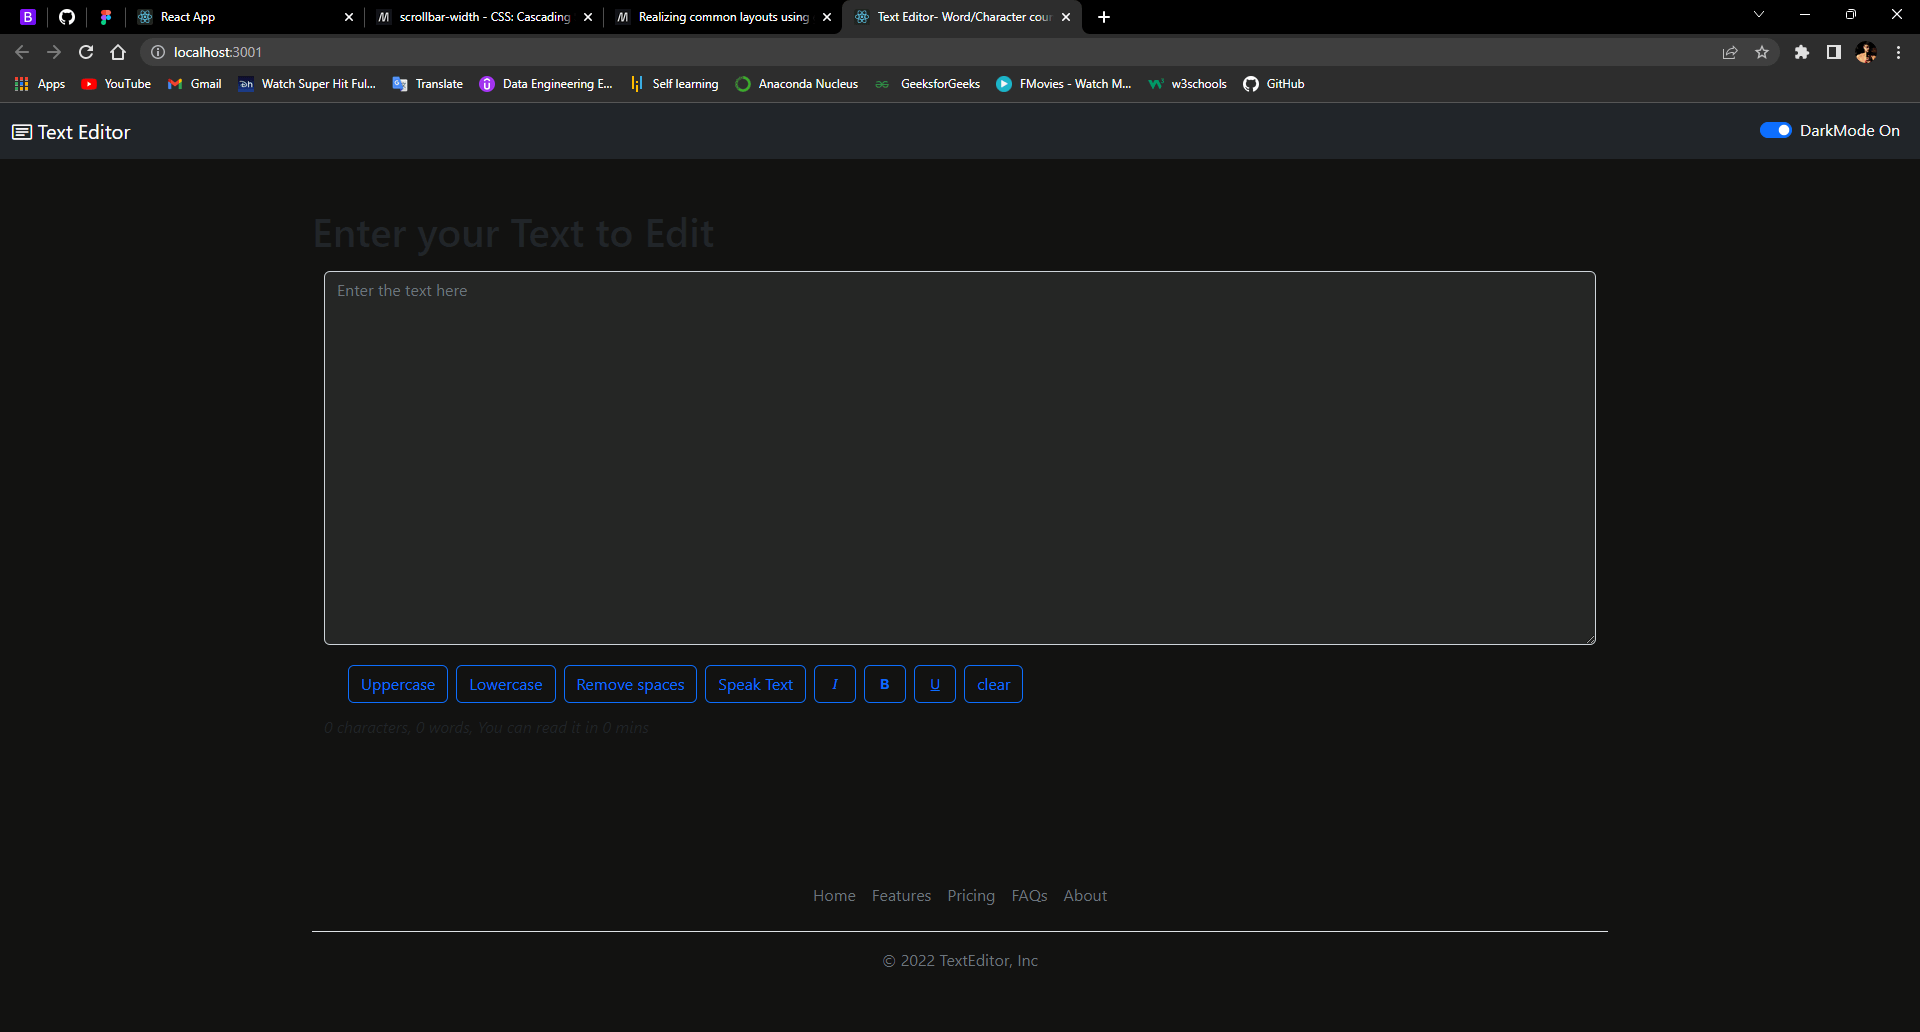 B React App scrollbar-width - CSS: Cascading Realizing common layouts using Text Editor- Word/Character cour
localhost:3001
Apps YouTube Gmail Watch Super Hit Ful... Translate Data Engineering E... Self learning Anaconda Nucleus GeeksforGeeks FMovies - Watch M... w3schools GitHub
Text Editor DarkMode On
Enter your Text to Edit
Enter the text here
Uppercase Lowercase Remove spaces Speak Text I B U clear
0 characters, 0 words, You can read it in 0 mins
Home Features Pricing FAQs About
© 2022 TextEditor, Inc